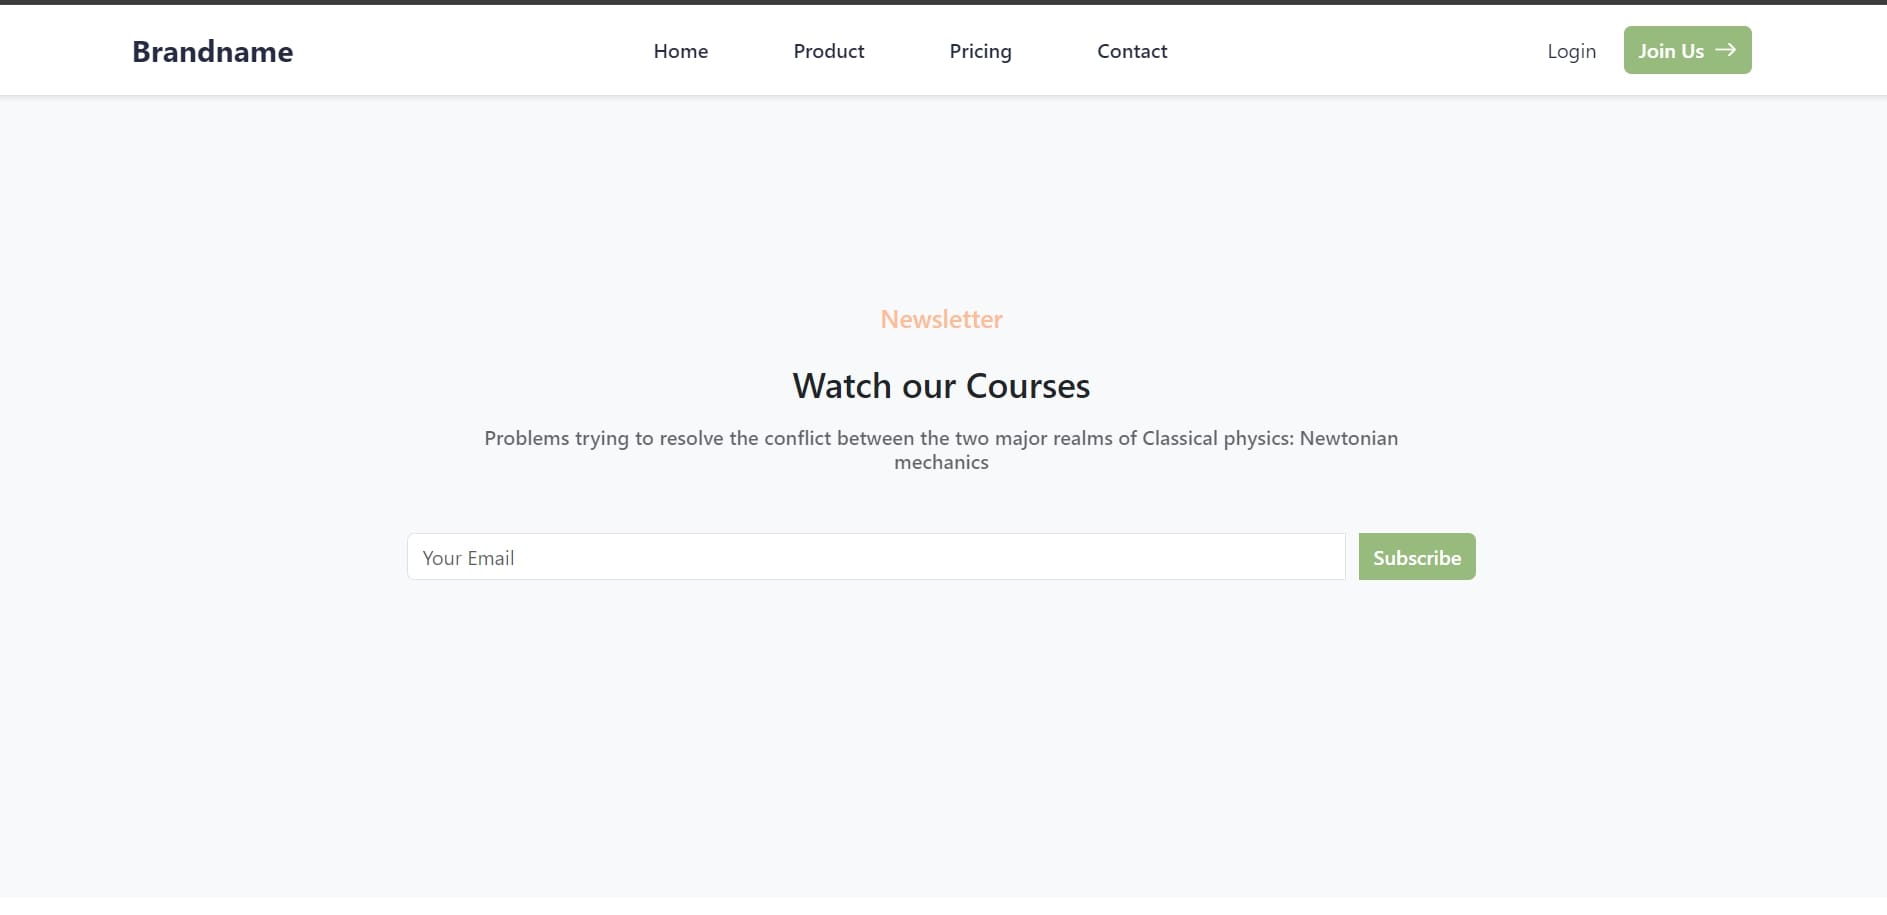 Brandname
Home
Product
Pricing
Contact
Login
Join Us →
Newsletter
Watch our Courses
Problems trying to resolve the conflict between the two major realms of Classical physics: Newtonian
mechanics
Your Email
Subscribe